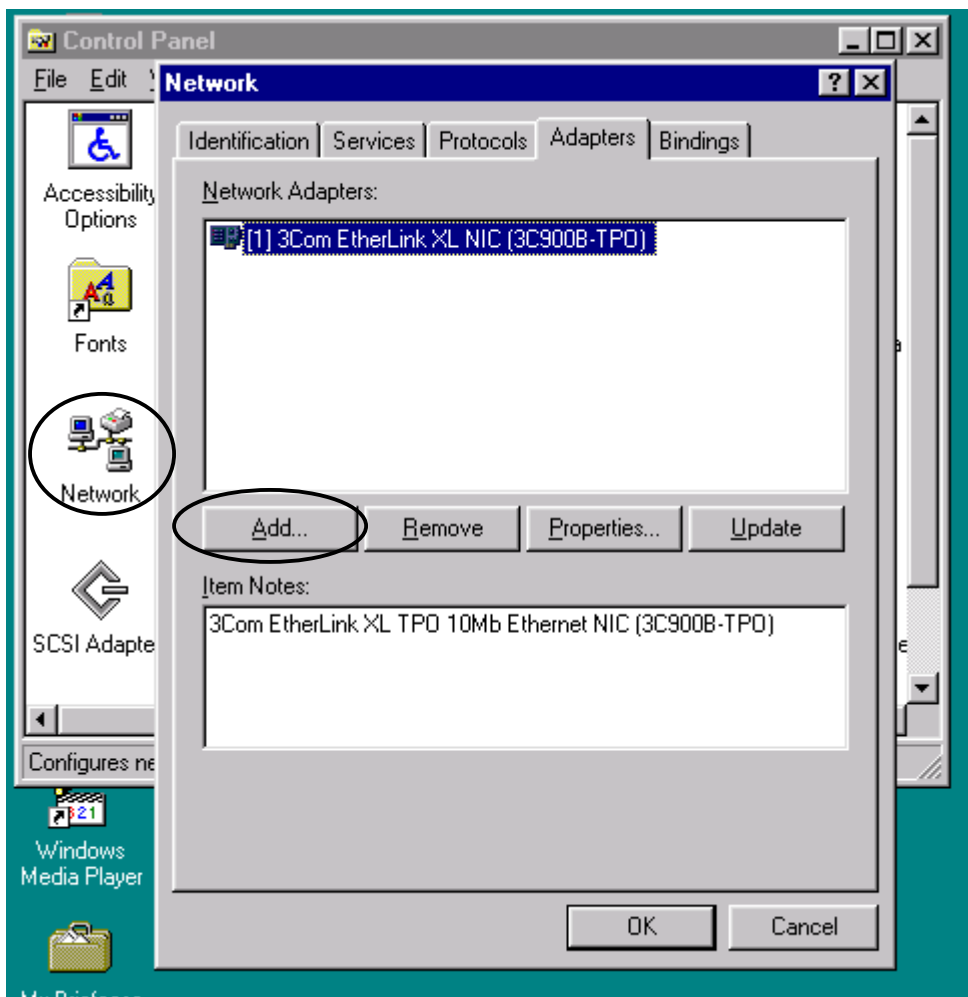 Control Panel
File Edit
Network
Identification Services Protocols Adapters Bindings
Accessibility
Options
Network Adapters:
[1] 3Com EtherLink XL NIC (3C900B-TPO)
Fonts
Network
Add... Remove Properties... Update
Item Notes:
3Com EtherLink XL TPO 10Mb Ethernet NIC (3C900B-TPO)
SCSI Adapte
Configures ne
Windows
Media Player
OK Cancel